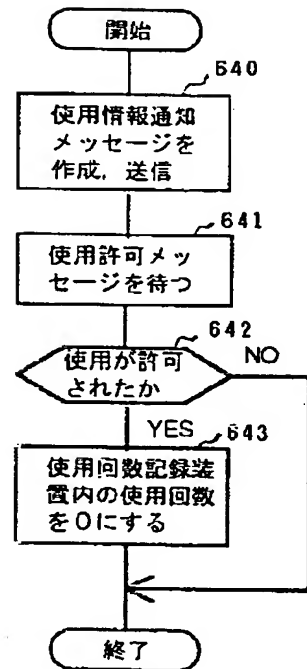 開始
640
使用情報通知
メッセージを
作成，送信
641
使用許可メッ
セージを待つ
642
使用が許可
されたか
NO
YES
643
使用回数記録装
置内の使用回数
を0にする
終了